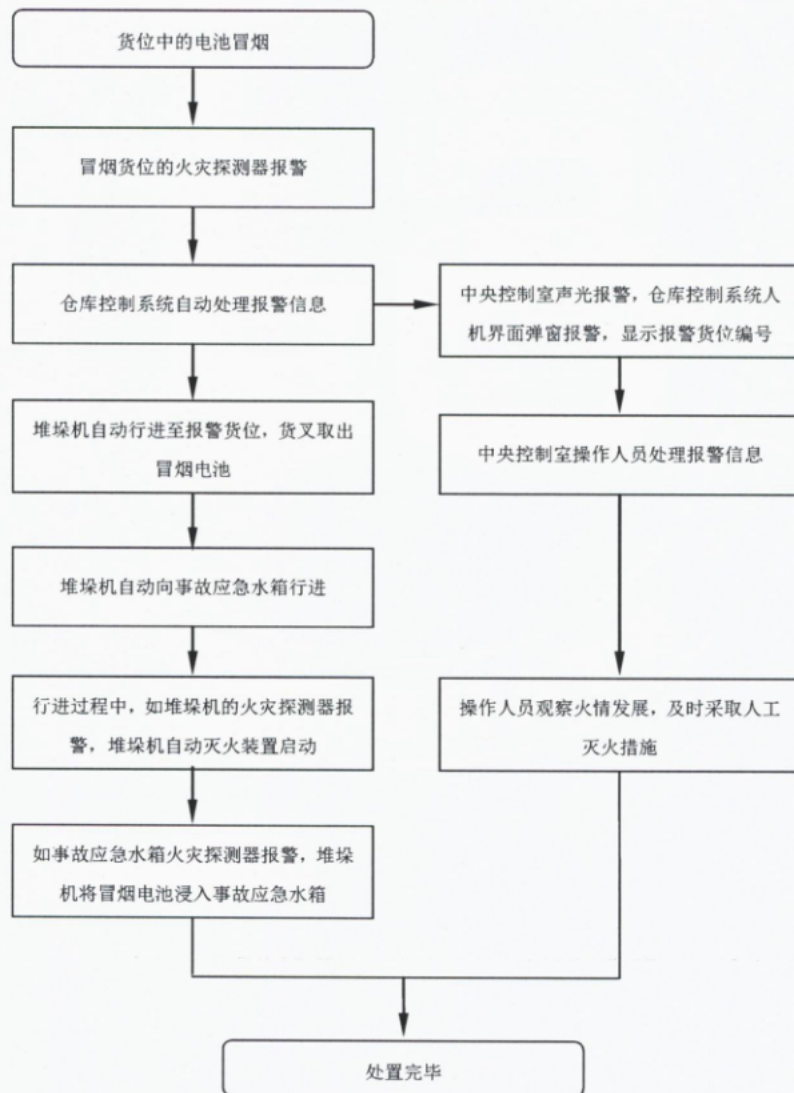 货位中的电池冒烟
冒烟货位的火灾探测器报警
仓库控制系统自动处理报警信息
中央控制室声光报警，仓库控制系统人
机界面弹窗报警，显示报警货位编号
堆垛机自动行进至报警货位，货叉取出
冒烟电池
中央控制室操作人员处理报警信息
堆垛机自动向事故应急水箱行进
行进过程中，如堆垛机的火灾探测器报
警，堆垛机自动灭火装置启动
操作人员观察火情发展，及时采取人工
灭火措施
如事故应急水箱火灾探测器报警，堆垛
机将冒烟电池浸入事故应急水箱
处置完毕